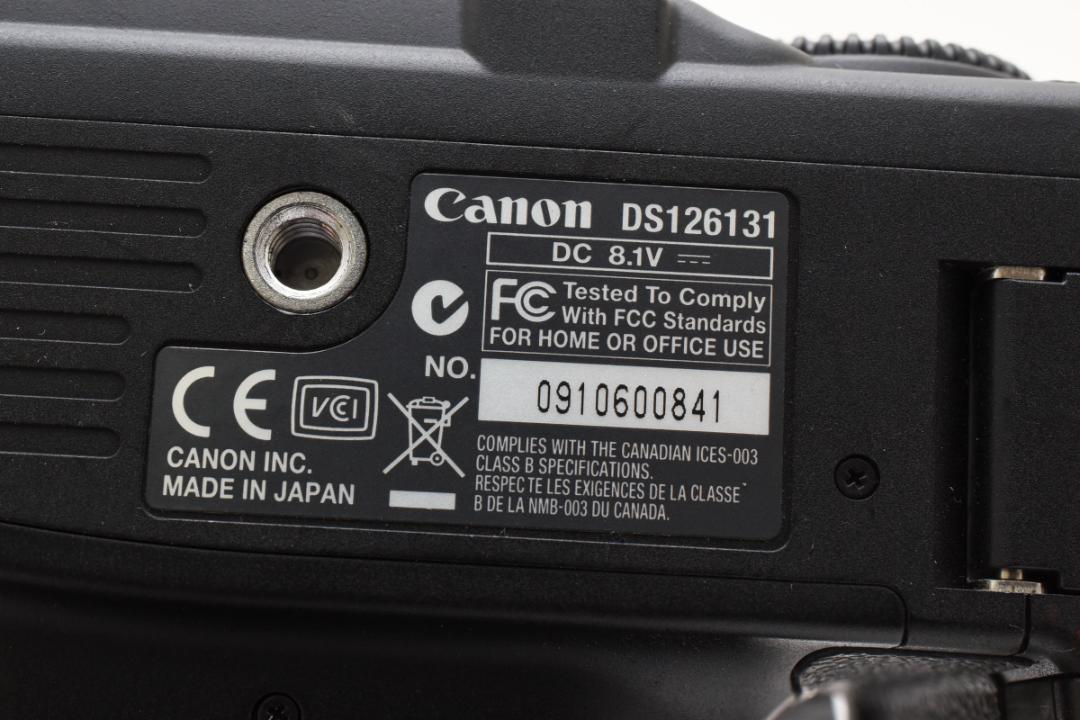 Canon DS126131
DC 8.1V
FC Tested To Comply
With FCC Standards
FOR HOME OR OFFICE USE
NO. 0910600841
CE VCI
CANON INC.
MADE IN JAPAN
COMPLIES WITH THE CANADIAN ICES-003
CLASS B SPECIFICATIONS.
RESPECTE LES EXIGENCES DE LA CLASSE
B DE LA NMB-003 DU CANADA.